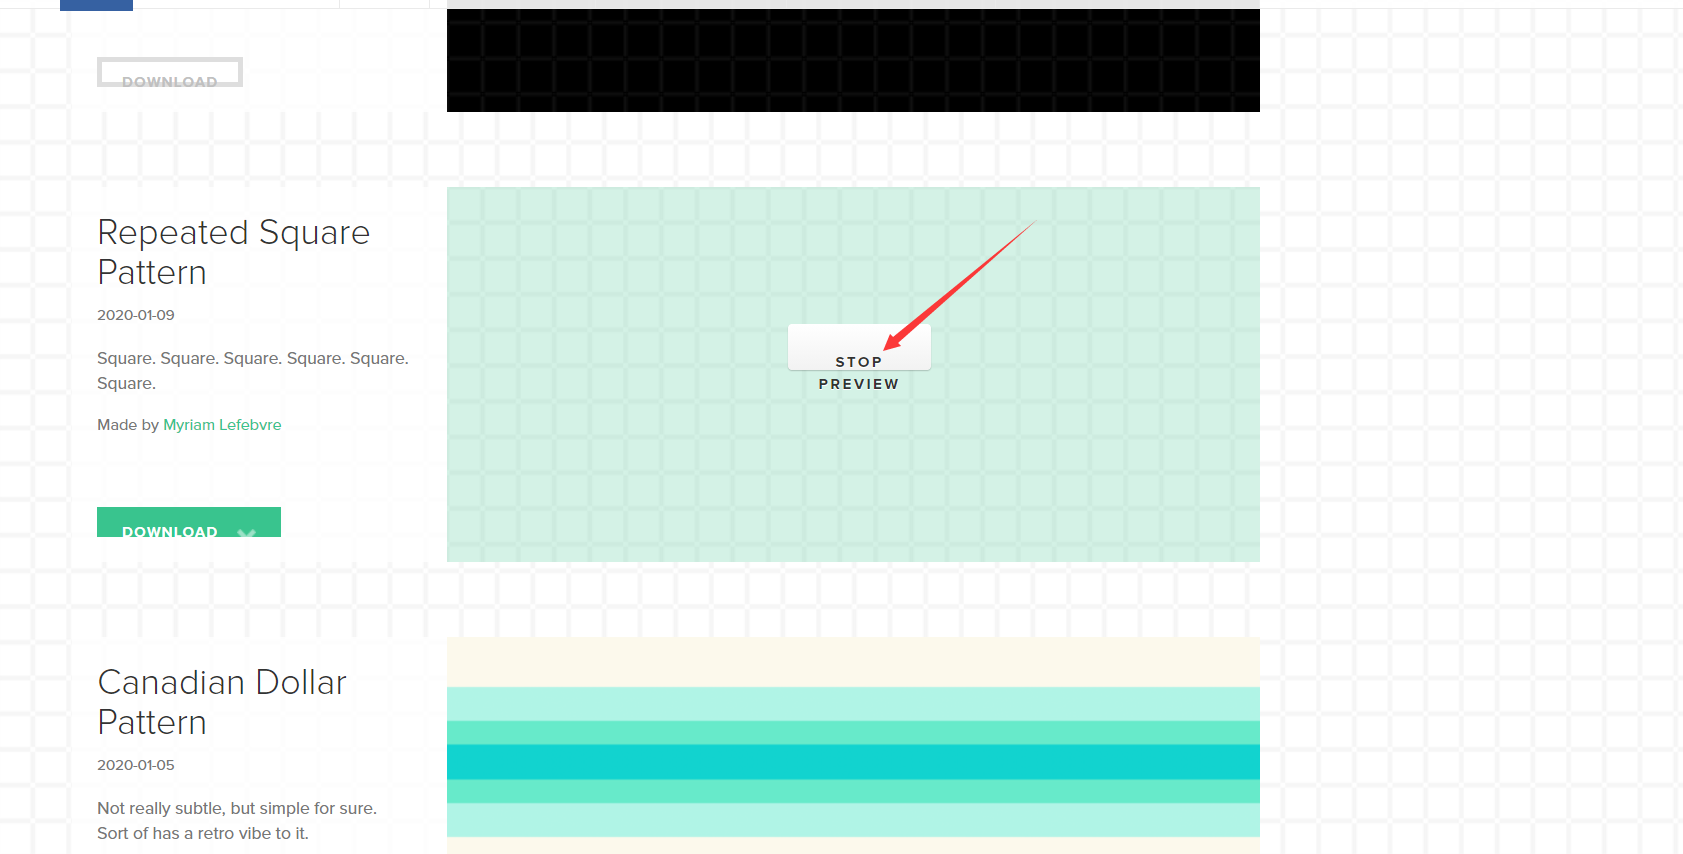 DOWNLOAD
Repeated Square
Pattern
2020-01-09
Square. Square. Square. Square. Square.
Square.
Made by Myriam Lefebvre
DOWNLOAD
STOP
PREVIEW
Canadian Dollar
Pattern
2020-01-05
Not really subtle, but simple for sure.
Sort of has a retro vibe to it.